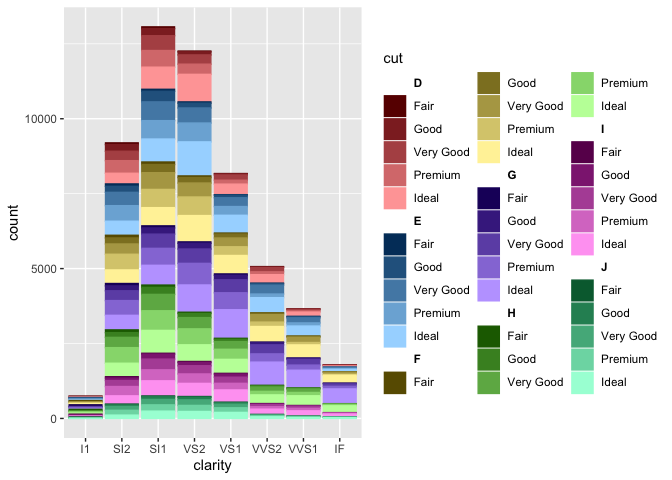 count
10000
5000
0
I1
SI2
SI1
VS2
VS1
VVS2
VVS1
IF
clarity
cut
D
Fair
Good
Very Good
Premium
Ideal
E
Fair
Good
Very Good
Premium
Ideal
F
Fair
Good
Very Good
Premium
Ideal
G
Fair
Good
Very Good
Premium
Ideal
H
Fair
Good
Very Good
Premium
Ideal
I
Fair
Good
Very Good
Premium
Ideal
J
Fair
Good
Very Good
Premium
Ideal